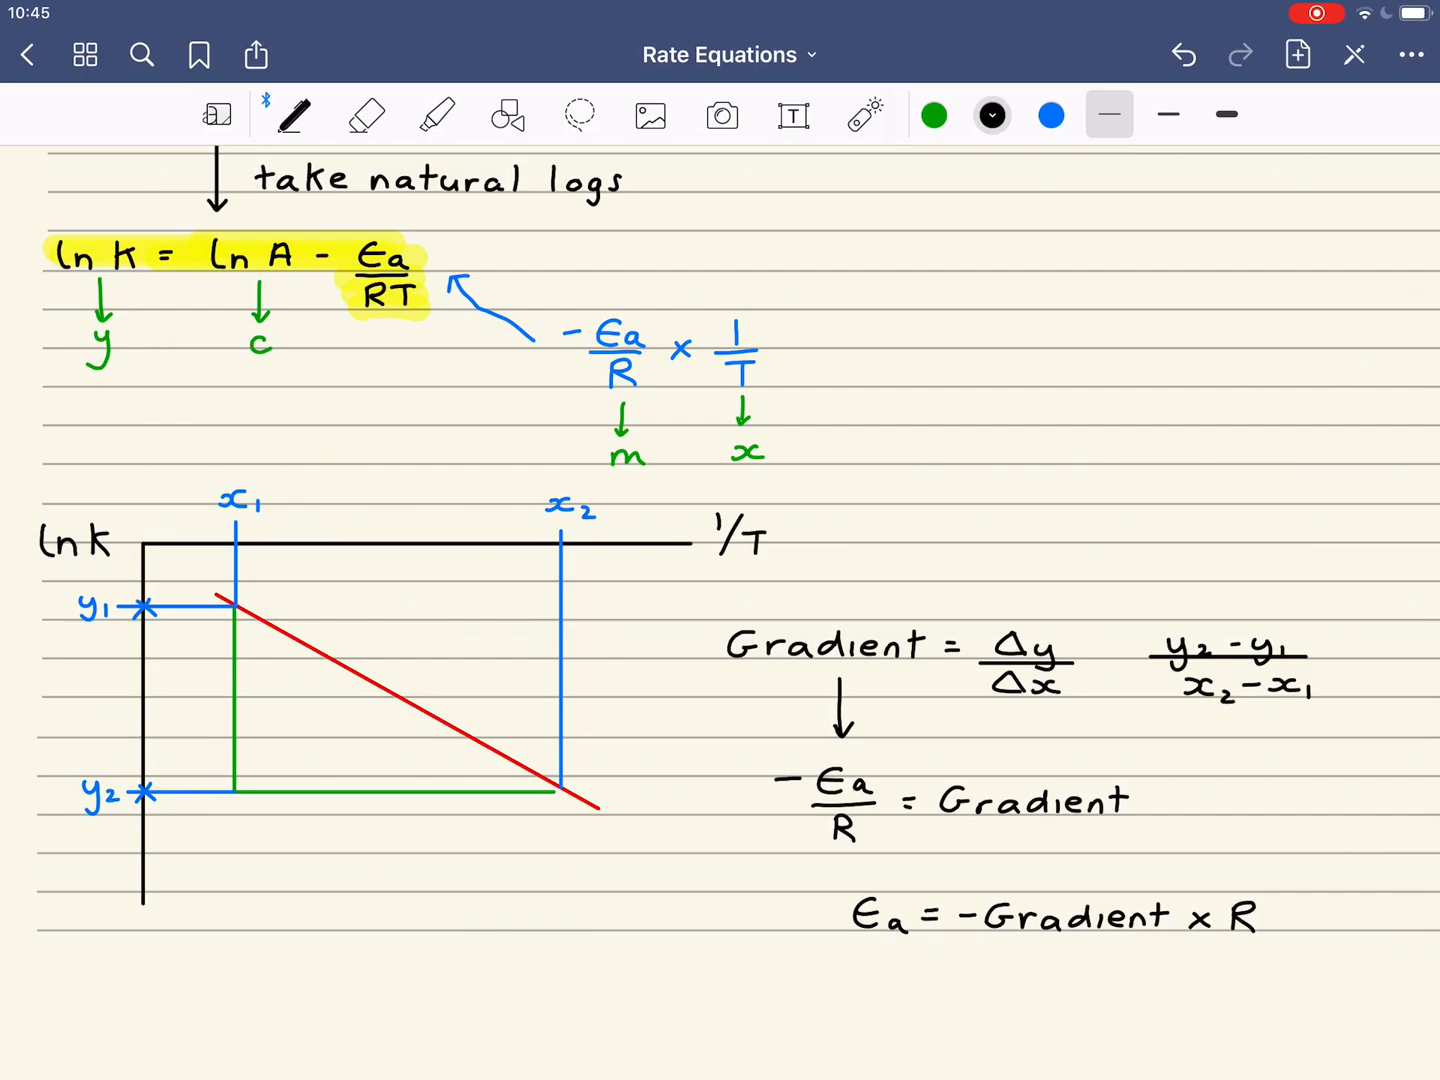 10:45
Rate Equations
T
take natural logs
ln K = ln A - Ea/RT
y
c
-Ea/R × 1/T
m
x
x₁
x₂
ln K
1/T
y₁
y₂
Gradient = Δy/Δx
y₂ - y₁/x₂ - x₁
-Ea/R = Gradient
Ea = -Gradient × R